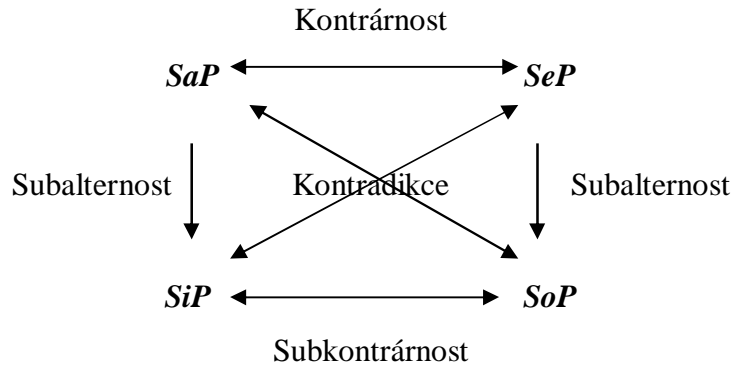 Kontrárnost
SaP SeP
Subalternost Kontradikce Subalternost
SiP SoP
Subkontrárnost